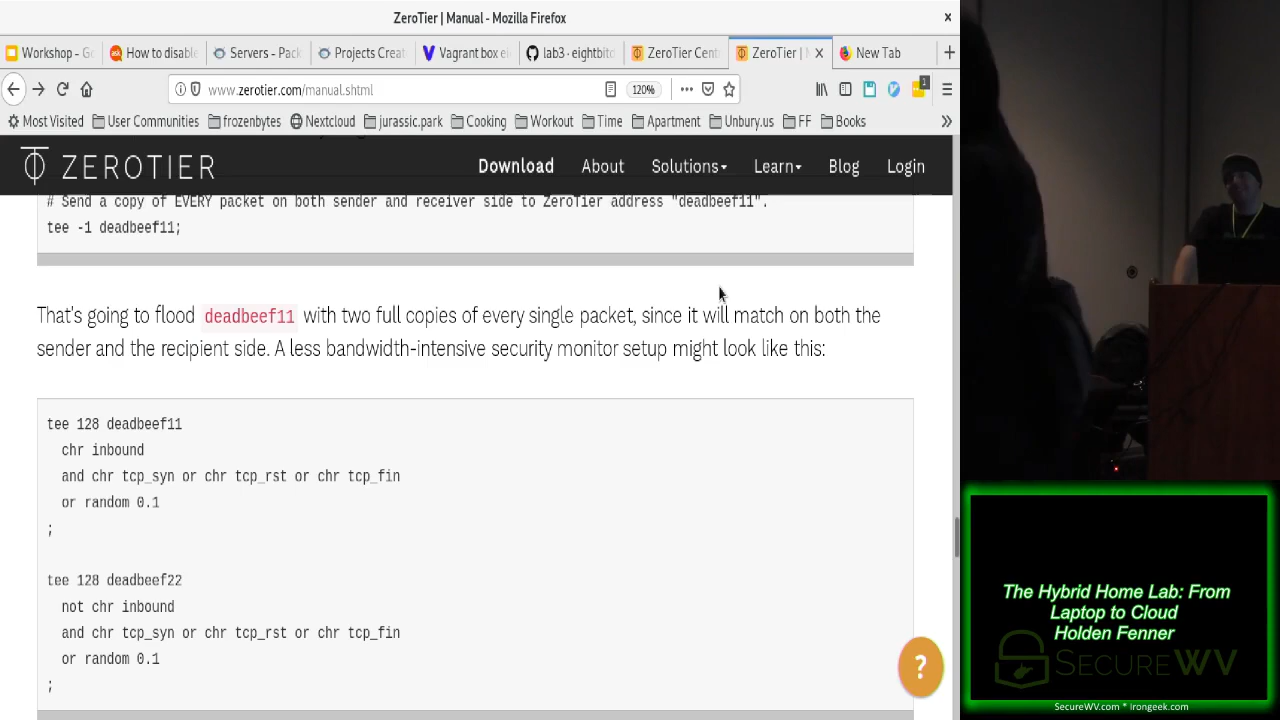 ZeroTier | Manual - Mozilla Firefox
×
Workshop - Go
How to disable
Servers - Pack
Projects Creat
Vagrant box ei
lab3 · eightbit
ZeroTier Cent
ZeroTier | M
×
New Tab
+
www.zerotier.com/manual.shtml
120%
1
Most Visited
User Communities
frozenbytes
Nextcloud
jurassic.park
Cooking
Workout
Time
Apartment
Unbury.us
FF
Books
ZEROTIER
Download
About
Solutions
Learn
Blog
Login
# Send a copy of EVERY packet on both sender and receiver side to ZeroTier address "deadbeef11".
tee -1 deadbeef11;
That's going to flood deadbeef11 with two full copies of every single packet, since it will match on both the
sender and the recipient side. A less bandwidth-intensive security monitor setup might look like this:
tee 128 deadbeef11
chr inbound
and chr tcp_syn or chr tcp_rst or chr tcp_fin
or random 0.1
;
tee 128 deadbeef22
not chr inbound
and chr tcp_syn or chr tcp_rst or chr tcp_fin
or random 0.1
;
?
The Hybrid Home Lab: From
Laptop to Cloud
Holden Fenner
SECUREWV
SecureWV.com * irongeek.com